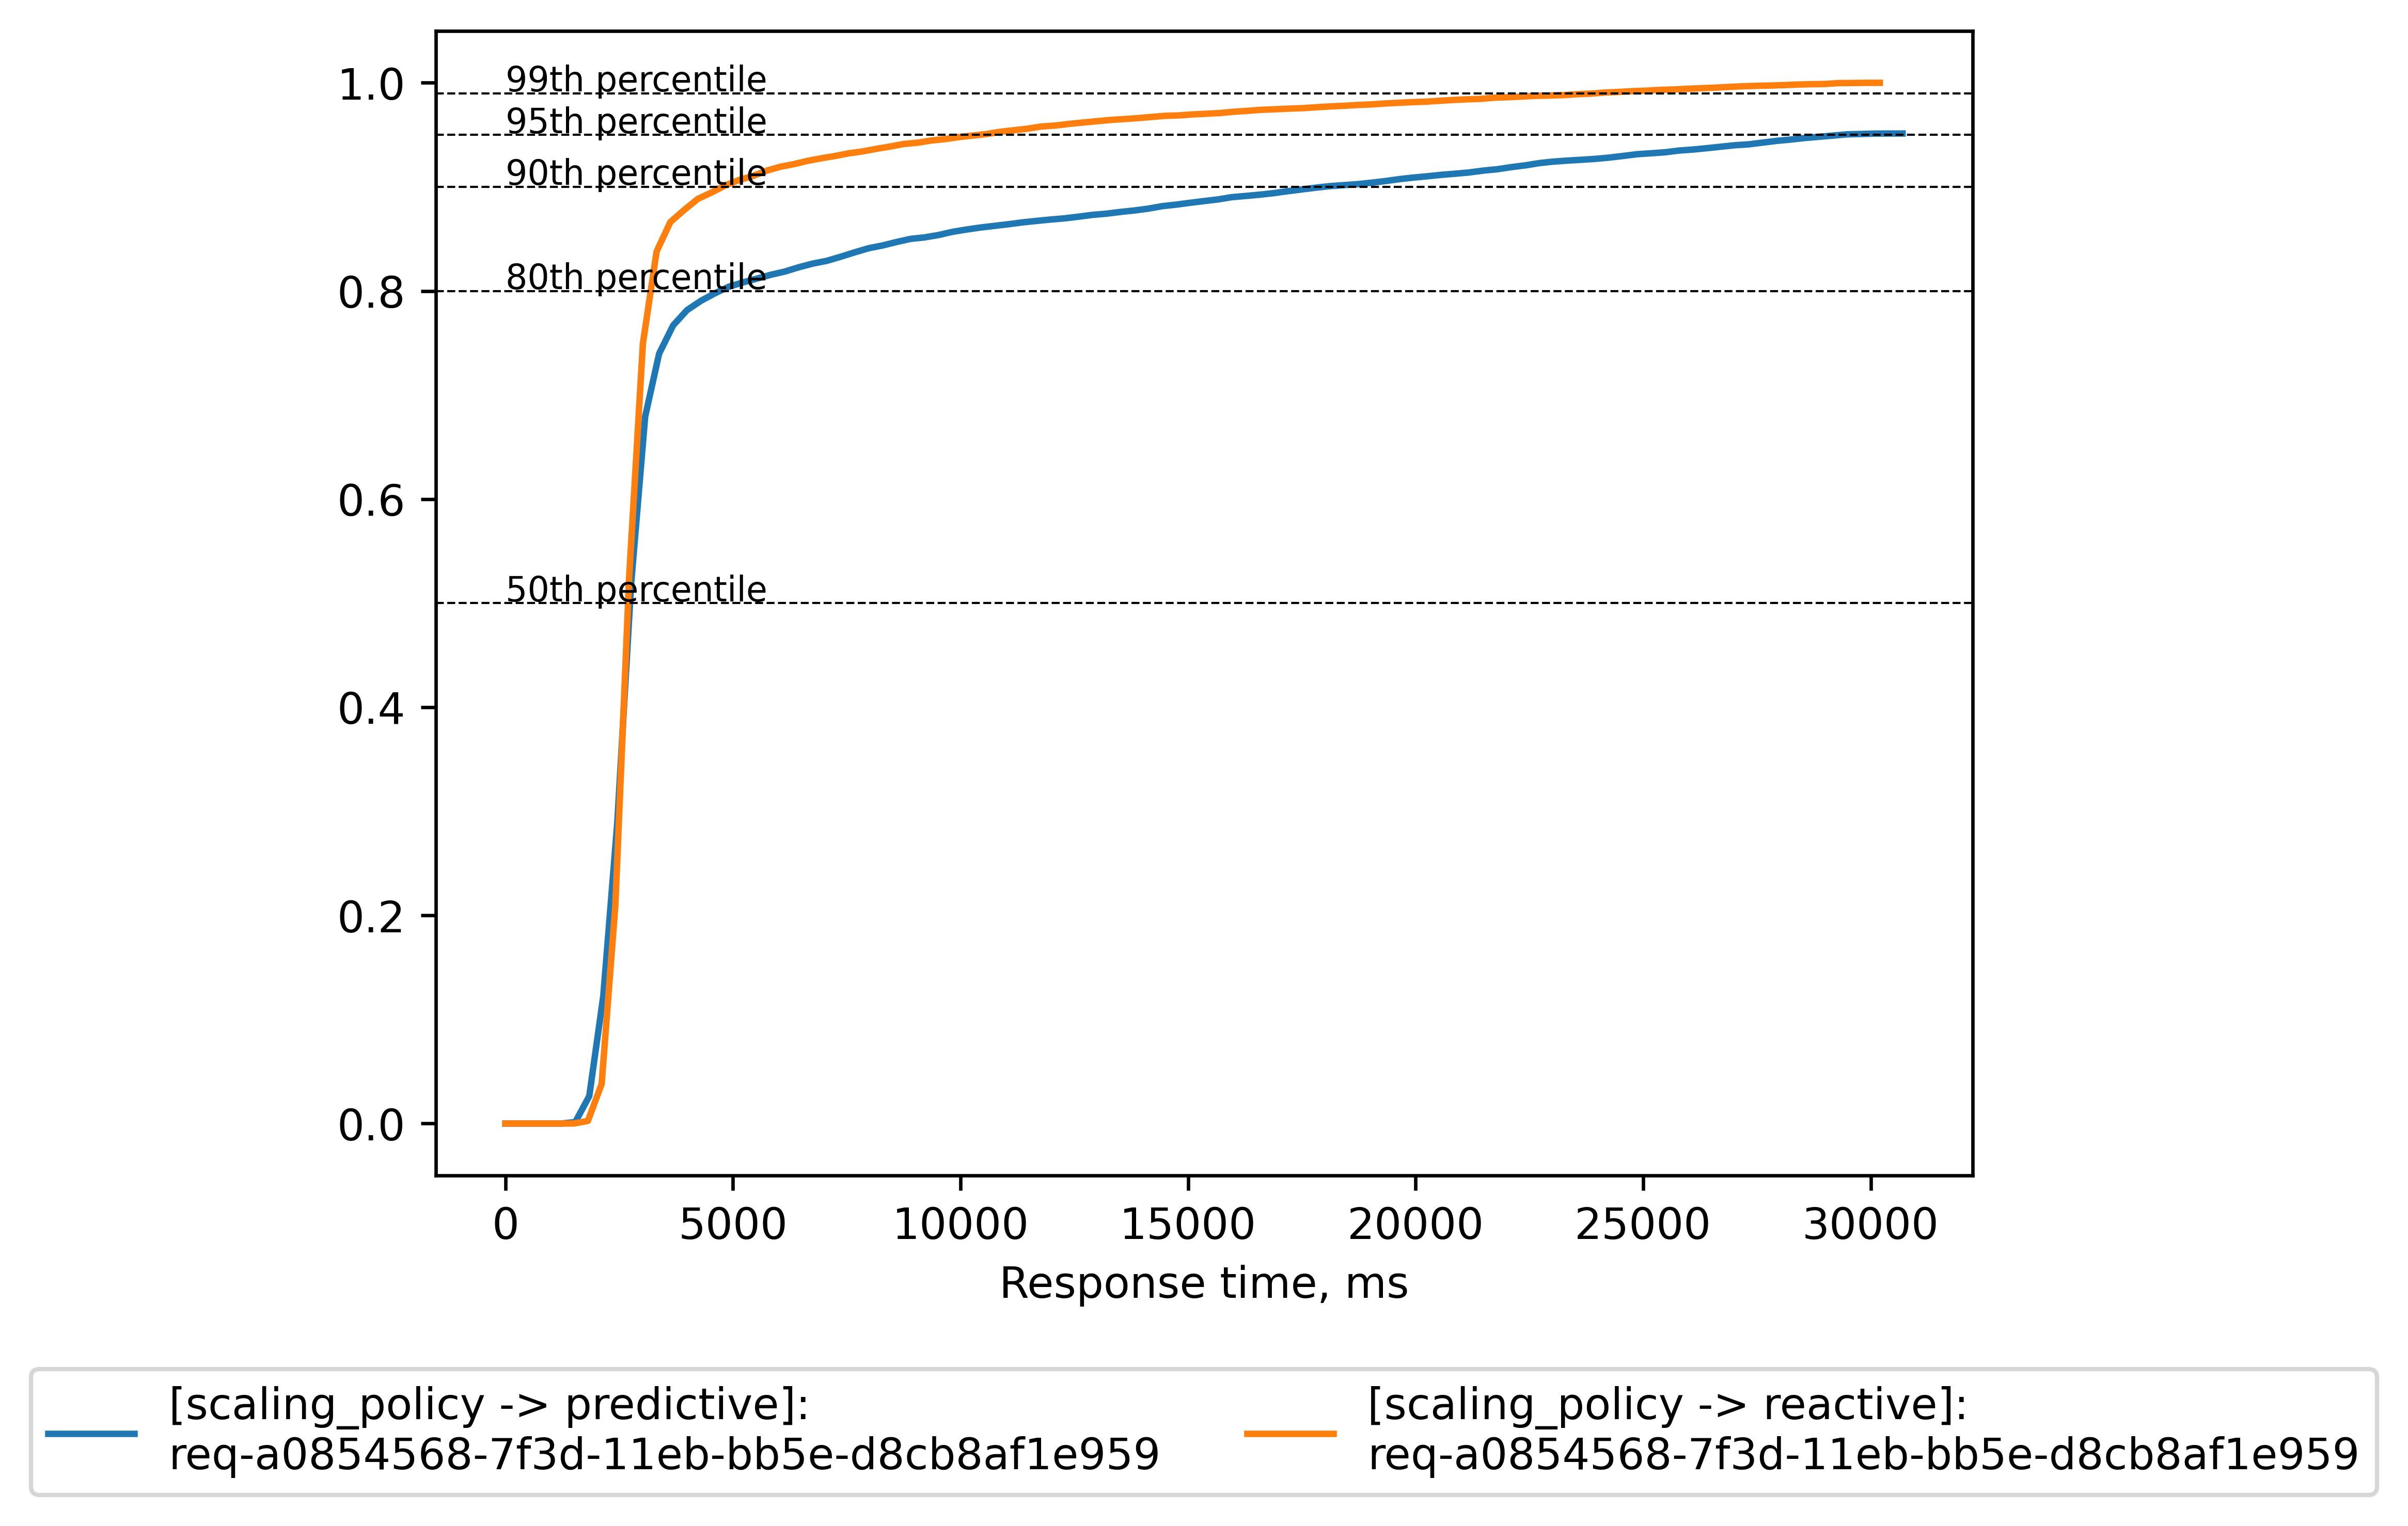 1.0
99th percentile
95th percentile
90th percentile
0.8
80th percentile
0.6
50th percentile
0.4
0.2
0.0
0 5000 10000 15000 20000 25000 30000
Response time, ms
[scaling_policy -> predictive]:
req-a0854568-7f3d-11eb-bb5e-d8cb8af1e959
[scaling_policy -> reactive]:
req-a0854568-7f3d-11eb-bb5e-d8cb8af1e959